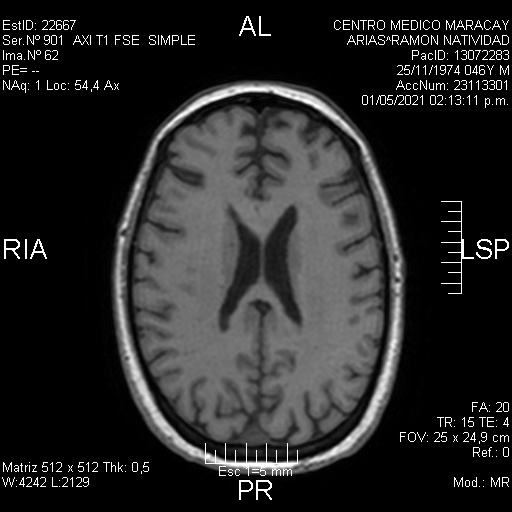 EstID: 22667
Ser.Nº 901 AXI T1 FSE SIMPLE
Ima.Nº 62
PE= --
NAq: 1 Loc: 54,4 Ax
AL
CENTRO MEDICO MARACAY
ARIAS^RAMON NATIVIDAD
PacID: 13072283
25/11/1974 046Y M
AccNum: 23113301
01/05/2021 02:13:11 p.m.
RIA
LSP
FA: 20
TR: 15 TE: 4
FOV: 25 x 24,9 cm
Ref.: 0
Mod.: MR
Matriz 512 x 512 Thk: 0,5
W:4242 L:2129
Esc 1=5 mm
PR